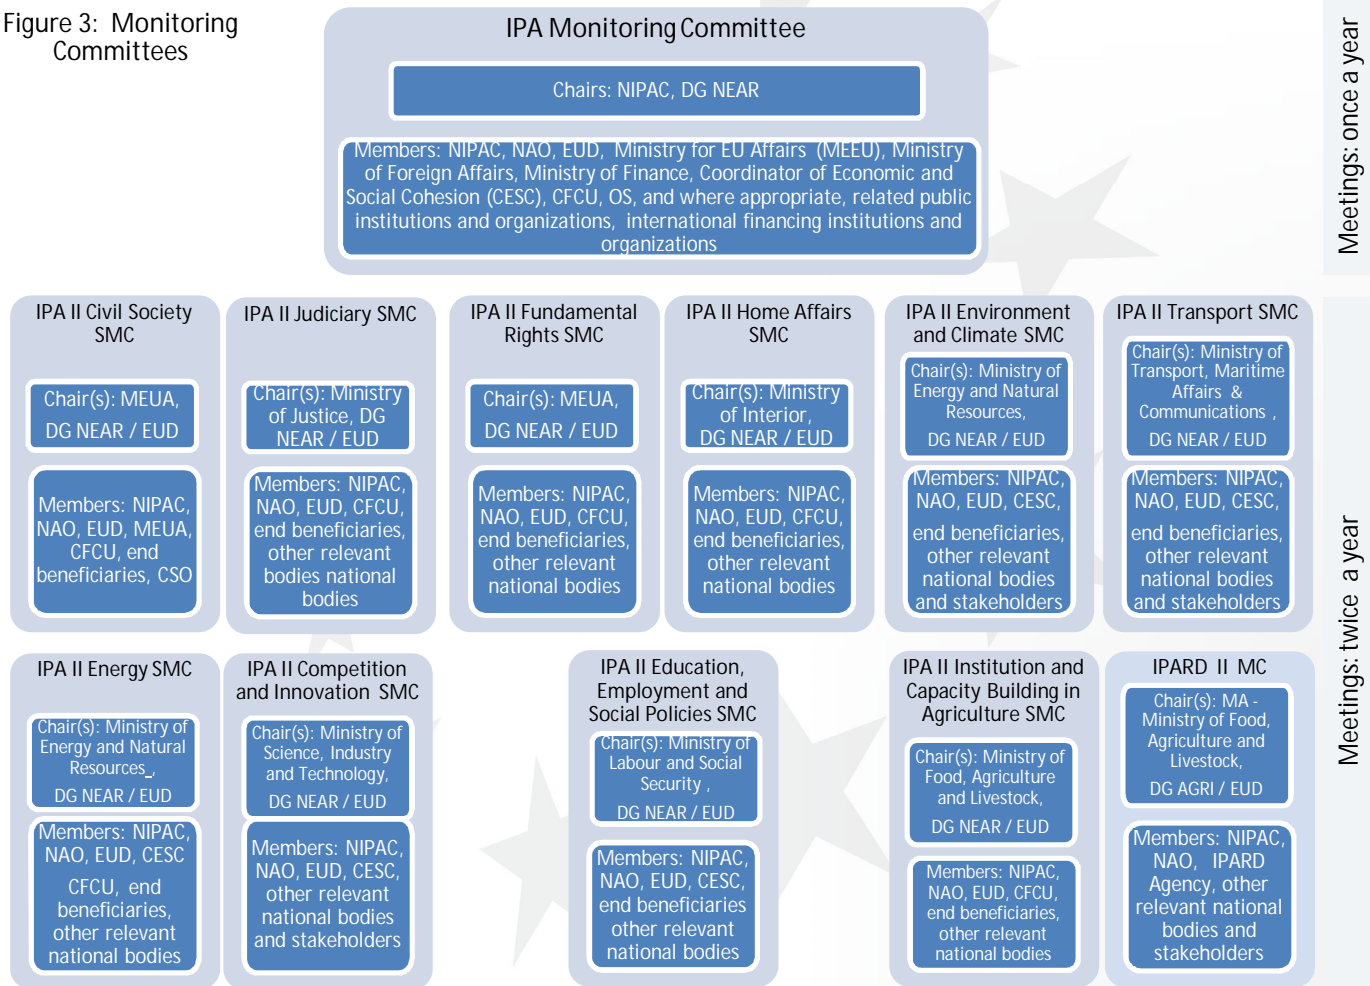 Figure 3: Monitoring
Committees
IPA Monitoring Committee
Chairs: NIPAC, DG NEAR
Members: NIPAC, NAO, EUD, Ministry for EU Affairs (MEEU), Ministry
of Foreign Affairs, Ministry of Finance, Coordinator of Economic and
Social Cohesion (CESC), CFCU, OS, and where appropriate, related public
institutions and organizations, international financing institutions and
organizations
Meetings: once a year
IPA II Civil Society
SMC
Chair(s): MEUA,
DG NEAR / EUD
Members: NIPAC,
NAO, EUD, MEUA,
CFCU, end
beneficiaries, CSO
IPA II Judiciary SMC
Chair(s): Ministry
of Justice, DG
NEAR / EUD
Members: NIPAC,
NAO, EUD, CFCU,
end beneficiaries,
other relevant
bodies national
bodies
IPA II Fundamental
Rights SMC
Chair(s): MEUA,
DG NEAR / EUD
Members: NIPAC,
NAO, EUD, CFCU,
end beneficiaries,
other relevant
national bodies
IPA II Home Affairs
SMC
Chair(s): Ministry
of Interior,
DG NEAR / EUD
Members: NIPAC,
NAO, EUD, CFCU,
end beneficiaries,
other relevant
national bodies
IPA II Environment
and Climate SMC
Chair(s): Ministry of
Energy and Natural
Resources,
DG NEAR / EUD
Members: NIPAC,
NAO, EUD, CESC,
end beneficiaries,
other relevant
national bodies
and stakeholders
IPA II Transport SMC
Chair(s): Ministry of
Transport, Maritime
Affairs &
Communications ,
DG NEAR / EUD
Members: NIPAC,
NAO, EUD, CESC,
end beneficiaries,
other relevant
national bodies
and stakeholders
Meetings: twice a year
IPA II Energy SMC
Chair(s): Ministry of
Energy and Natural
Resources_,
DG NEAR / EUD
Members: NIPAC,
NAO, EUD, CESC
CFCU, end
beneficiaries,
other relevant
national bodies
IPA II Competition
and Innovation SMC
Chair(s): Ministry of
Science, Industry
and Technology,
DG NEAR / EUD
Members: NIPAC,
NAO, EUD, CESC,
other relevant
national bodies
and stakeholders
IPA II Education,
Employment and
Social Policies SMC
Chair(s): Ministry of
Labour and Social
Security ,
DG NEAR / EUD
Members: NIPAC,
NAO, EUD, CESC,
end beneficiaries
other relevant
national bodies
IPA II Institution and
Capacity Building in
Agriculture SMC
Chair(s): Ministry of
Food, Agriculture
and Livestock,
DG NEAR / EUD
Members: NIPAC,
NAO, EUD, CFCU,
end beneficiaries,
other relevant
national bodies
IPARD II MC
Chair(s): MA -
Ministry of Food,
Agriculture and
Livestock,
DG AGRI / EUD
Members: NIPAC,
NAO, IPARD
Agency, other
relevant national
bodies and
stakeholders